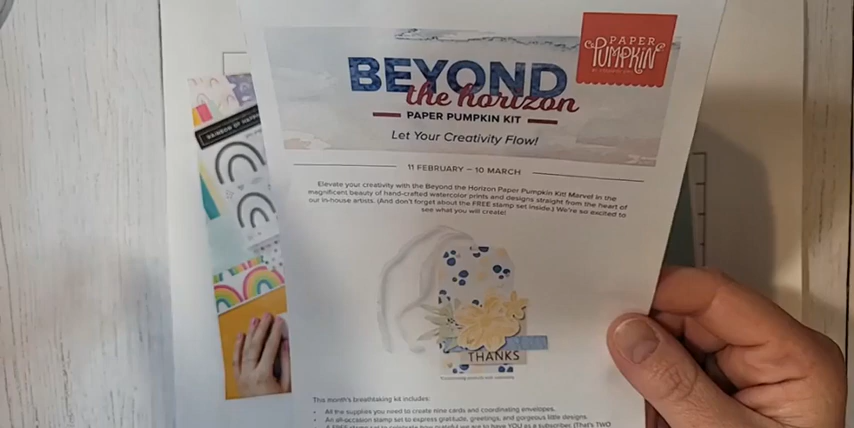 PAPER
PUMPKIN
BEYOND
the horizon
PAPER PUMPKIN KIT
Let Your Creativity Flow!
11 FEBRUARY – 10 MARCH
Elevate your creativity with the Beyond the Horizon Paper Pumpkin Kit! Marvel in the
magnificent beauty of hand-crafted watercolor prints and designs straight from the heart of
our in-house artists. (And don't forget about the FREE stamp set inside.) We're so excited to
see what you will create!
THANKS
This month's breathtaking kit includes:
• All the supplies you need to create nine cards and coordinating envelopes.
• An all-occasion stamp set to express gratitude, greetings, and gorgeous little designs.